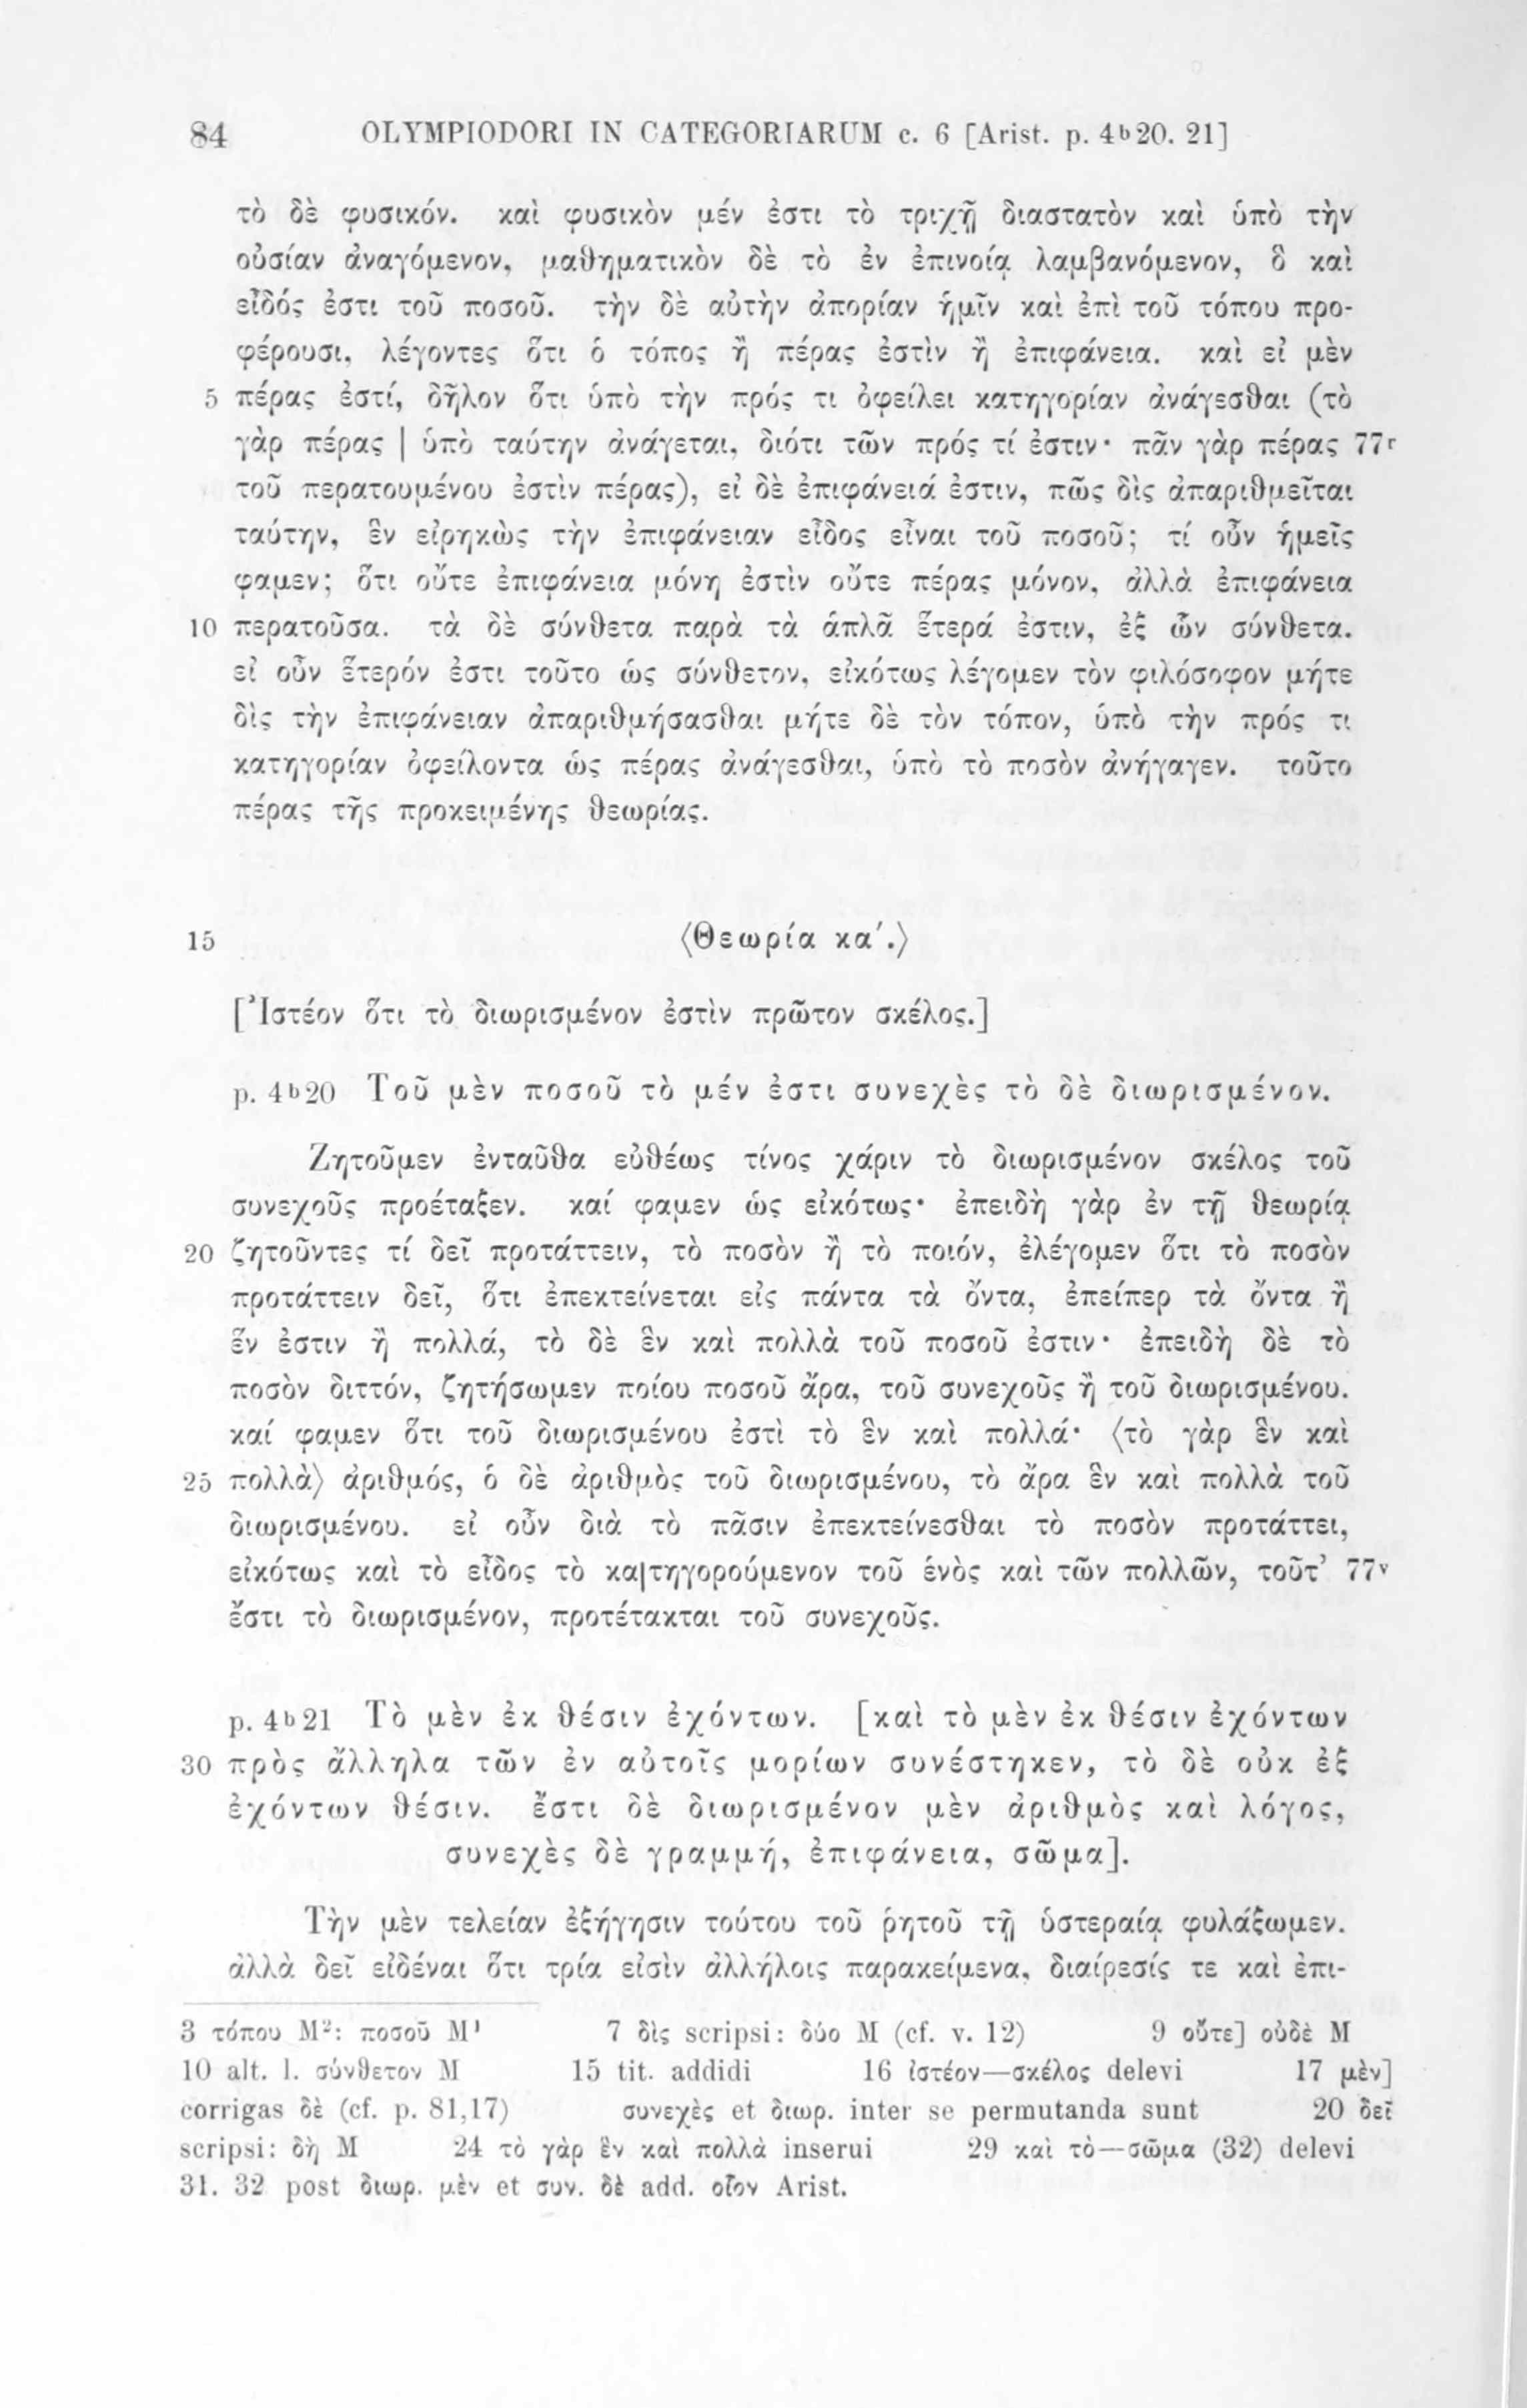 84 OLYMPIODORI IN CATEGORIARUM c. 6 [Arist. p. 4b20. 21]
τὸ δὲ φυσικόν. καὶ φυσικὸν μέν ἐστι τὸ τριχῇ διαστατὸν καὶ ὑπὸ τὴν
οὐσίαν ἀναγόμενον, μαθηματικὸν δὲ τὸ ἐν ἐπινοίᾳ λαμβανόμενον, ὃ καὶ
εἶδός ἐστι τοῦ ποσοῦ. τὴν δὲ αὐτὴν ἀπορίαν ἡμῖν καὶ ἐπὶ τοῦ τόπου προ-
φέρουσι, λέγοντες ὅτι ὁ τόπος ἢ πέρας ἐστὶν ἢ ἐπιφάνεια. καὶ εἰ μὲν
5 πέρας ἐστί, δῆλον ὅτι ὑπὸ τὴν πρός τι ὀφείλει κατηγορίαν ἀνάγεσθαι (τὸ
γὰρ πέρας | ὑπὸ ταύτην ἀνάγεται, διότι τῶν πρός τί ἐστιν· πᾶν γὰρ πέρας 77r
τοῦ περατουμένου ἐστὶν πέρας), εἰ δὲ ἐπιφάνειά ἐστιν, πῶς δὶς ἀπαριθμεῖται
ταύτην, ἓν εἰρηκὼς τὴν ἐπιφάνειαν εἶδος εἶναι τοῦ ποσοῦ; τί οὖν ἡμεῖς
φαμεν; ὅτι οὔτε ἐπιφάνεια μόνη ἐστὶν οὔτε πέρας μόνον, ἀλλὰ ἐπιφάνεια
10 περατοῦσα. τὰ δὲ σύνθετα παρὰ τὰ ἁπλᾶ ἕτερά ἐστιν, ἐξ ὧν σύνθετα.
εἰ οὖν ἕτερόν ἐστι τοῦτο ὡς σύνθετον, εἰκότως λέγομεν τὸν φιλόσοφον μήτε
δὶς τὴν ἐπιφάνειαν ἀπαριθμήσασθαι μήτε δὲ τὸν τόπον, ὑπὸ τὴν πρός τι
κατηγορίαν ὀφείλοντα ὡς πέρας ἀνάγεσθαι, ὑπὸ τὸ ποσὸν ἀνήγαγεν. τοῦτο
πέρας τῆς προκειμένης θεωρίας.
15 ⟨Θεωρία κα΄.⟩
[Ἰστέον ὅτι τὸ διωρισμένον ἐστὶν πρῶτον σκέλος.]
p. 4b20 Τοῦ μὲν ποσοῦ τὸ μέν ἐστι συνεχὲς τὸ δὲ διωρισμένον.
Ζητοῦμεν ἐνταῦθα εὐθέως τίνος χάριν τὸ διωρισμένον σκέλος τοῦ
συνεχοῦς προέταξεν. καί φαμεν ὡς εἰκότως· ἐπειδὴ γὰρ ἐν τῇ θεωρίᾳ
20 ζητοῦντες τί δεῖ προτάττειν, τὸ ποσὸν ἢ τὸ ποιόν, ἐλέγομεν ὅτι τὸ ποσὸν
προτάττειν δεῖ, ὅτι ἐπεκτείνεται εἰς πάντα τὰ ὄντα, ἐπείπερ τὰ ὄντα ἢ
ἕν ἐστιν ἢ πολλά, τὸ δὲ ἓν καὶ πολλὰ τοῦ ποσοῦ ἐστιν· ἐπειδὴ δὲ τὸ
ποσὸν διττόν, ζητήσωμεν ποίου ποσοῦ ἄρα, τοῦ συνεχοῦς ἢ τοῦ διωρισμένου.
καί φαμεν ὅτι τοῦ διωρισμένου ἐστὶ τὸ ἓν καὶ πολλά· ⟨τὸ γὰρ ἓν καὶ
25 πολλὰ⟩ ἀριθμός, ὁ δὲ ἀριθμὸς τοῦ διωρισμένου, τὸ ἄρα ἓν καὶ πολλὰ τοῦ
διωρισμένου. εἰ οὖν διὰ τὸ πᾶσιν ἐπεκτείνεσθαι τὸ ποσὸν προτάττει,
εἰκότως καὶ τὸ εἶδος τὸ κα|τηγορούμενον τοῦ ἑνὸς καὶ τῶν πολλῶν, τοῦτ’ 77v
ἔστι τὸ διωρισμένον, προτέτακται τοῦ συνεχοῦς.
p. 4b21 Τὸ μὲν ἐκ θέσιν ἐχόντων. [καὶ τὸ μὲν ἐκ θέσιν ἐχόντων
30 πρὸς ἄλληλα τῶν ἐν αὐτοῖς μορίων συνέστηκεν, τὸ δὲ οὐκ ἐξ
ἐχόντων θέσιν. ἔστι δὲ διωρισμένον μὲν ἀριθμὸς καὶ λόγος,
συνεχὲς δὲ γραμμή, ἐπιφάνεια, σῶμα].
Τὴν μὲν τελείαν ἐξήγησιν τούτου τοῦ ῥητοῦ τῇ ὑστεραίᾳ φυλάξωμεν.
ἀλλὰ δεῖ εἰδέναι ὅτι τρία εἰσὶν ἀλλήλοις παρακείμενα, διαίρεσίς τε καὶ ἐπι-
3 τόπου M²: ποσοῦ M¹ 7 δὶς scripsi: δύο M (cf. v. 12) 9 οὔτε] οὐδὲ M
10 alt. l. σύνθετον M 15 tit. addidi 16 ἰστέον—σκέλος delevi 17 μὲν]
corrigas δὲ (cf. p. 81,17) συνεχὲς et διωρ. inter se permutanda sunt 20 δεῖ
scripsi: δὴ M 24 τὸ γὰρ ἓν καὶ πολλὰ inserui 29 καὶ τὸ—σῶμα (32) delevi
31. 32 post διωρ. μὲν et συν. δὲ add. οἷον Arist.